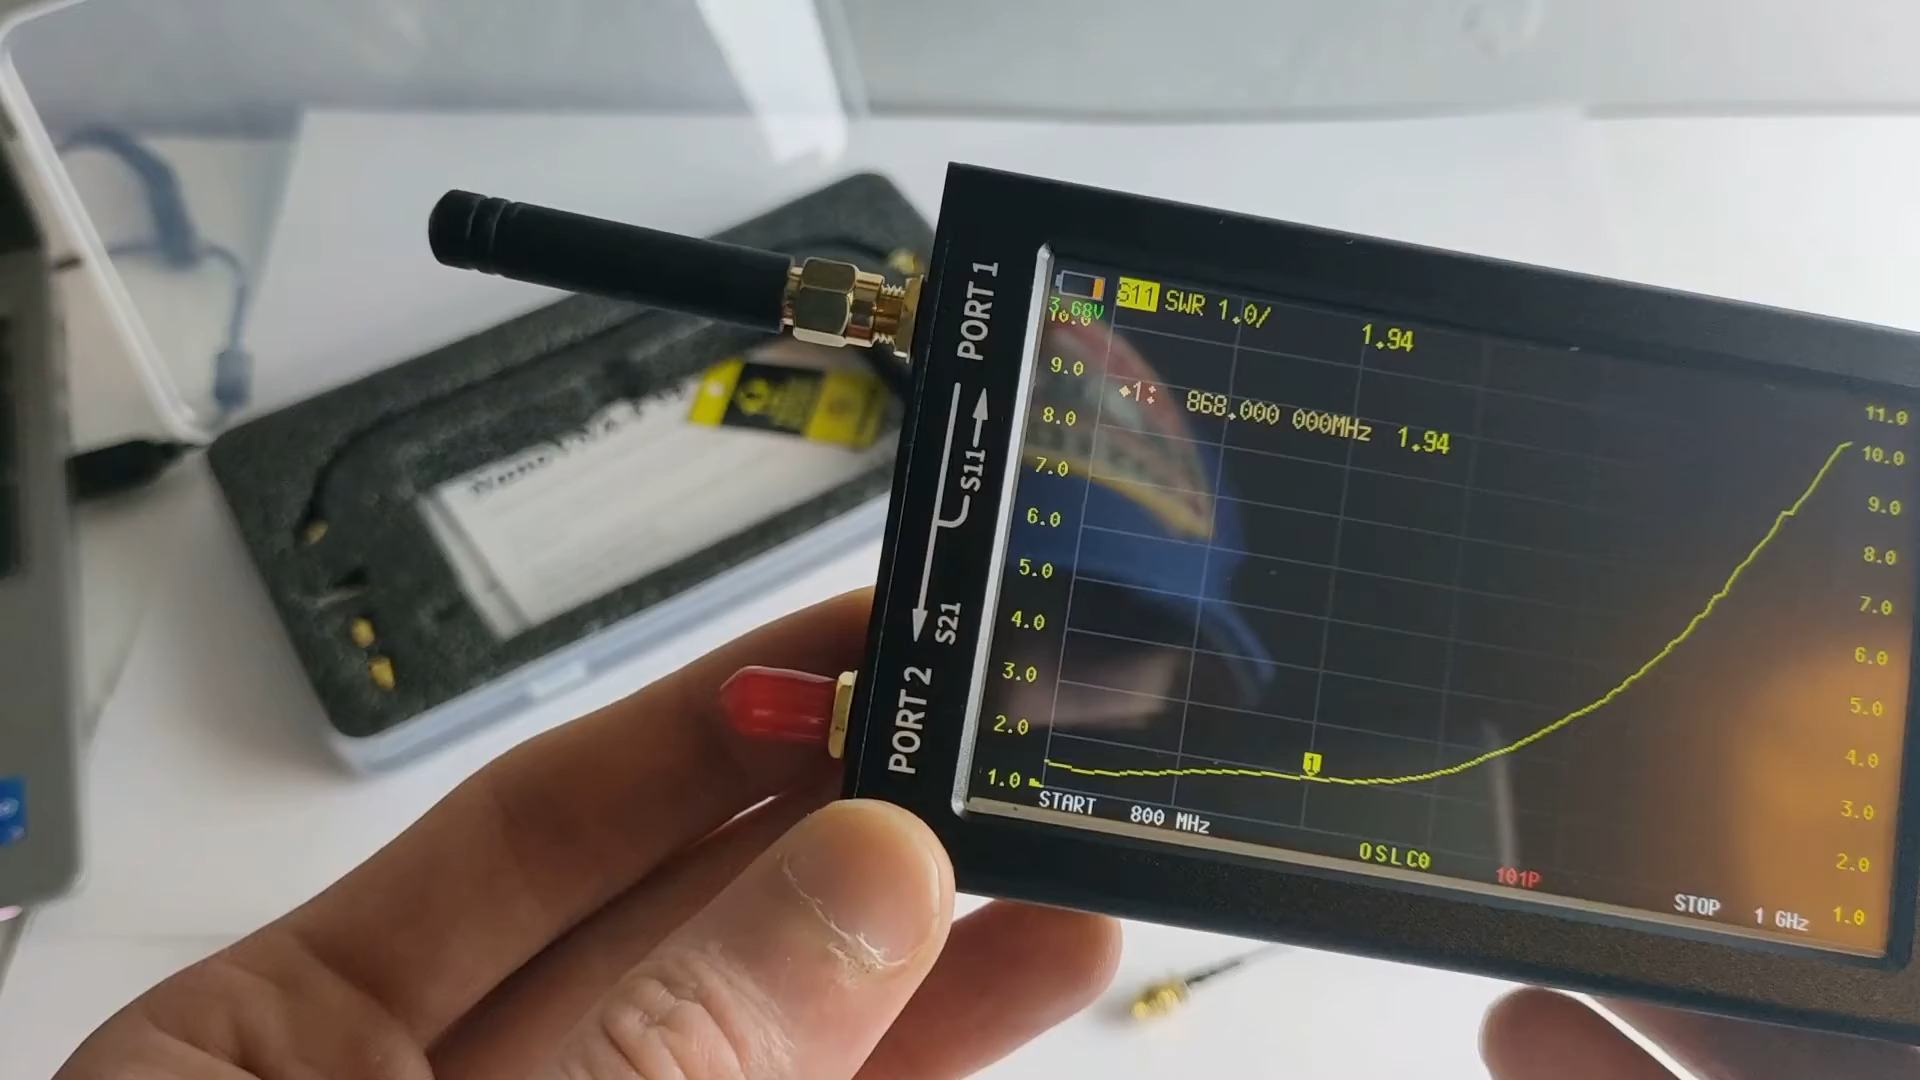 PORT 1
S11
S21
PORT 2
3.68V
S11 SWR 1.0/ 1.94
1: 868.000 000MHz 1.94
10.0
9.0
8.0
7.0
6.0
5.0
4.0
3.0
2.0
1.0
11.0
10.0
9.0
8.0
7.0
6.0
5.0
4.0
3.0
2.0
1.0
1
START 800 MHz
OSLC0
101P
STOP 1 GHz